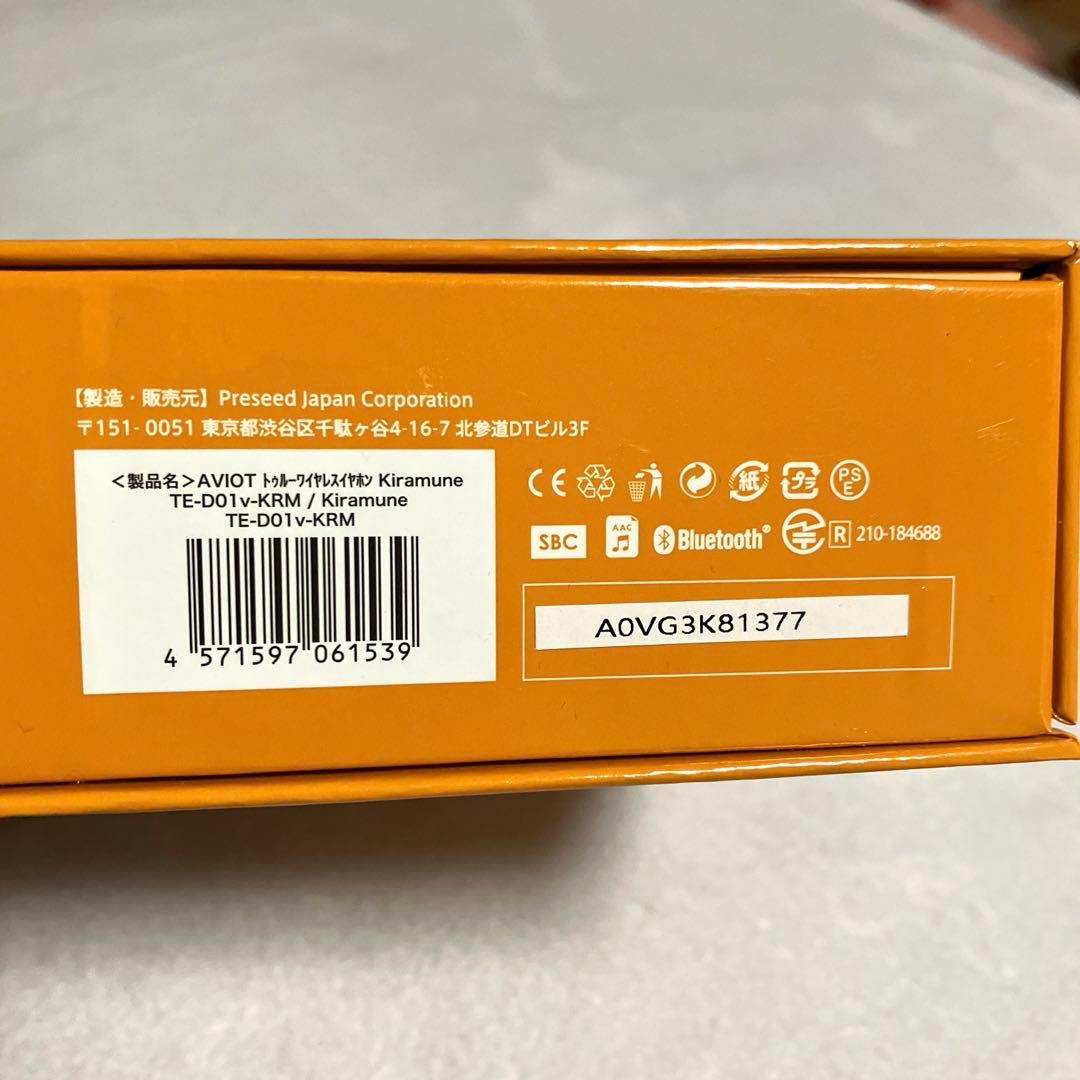 【製造・販売元】Preseed Japan Corporation
〒151- 0051 東京都渋谷区千駄ヶ谷4-16-7 北参道DTビル3F
＜製品名＞AVIOT ﾄｩﾙｰﾜｲﾔﾚｽｲﾔﾎﾝ Kiramune
TE-D01v-KRM / Kiramune
TE-D01v-KRM
4 571597 061539
CE 紙 プラ PSE
SBC AAC Bluetooth® R 210-184688
A0VG3K81377